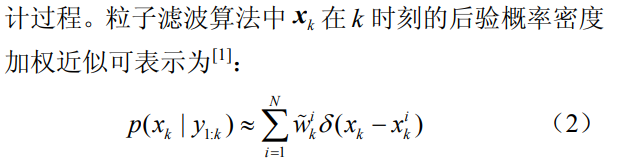 计过程。粒子滤波算法中 x_k 在 k 时刻的后验概率密度
加权近似可表示为[1]：
p(x_k | y_{1:k}) ≈ ∑_{i=1}^{N} w̃_k^i δ(x_k − x_k^i) （2）